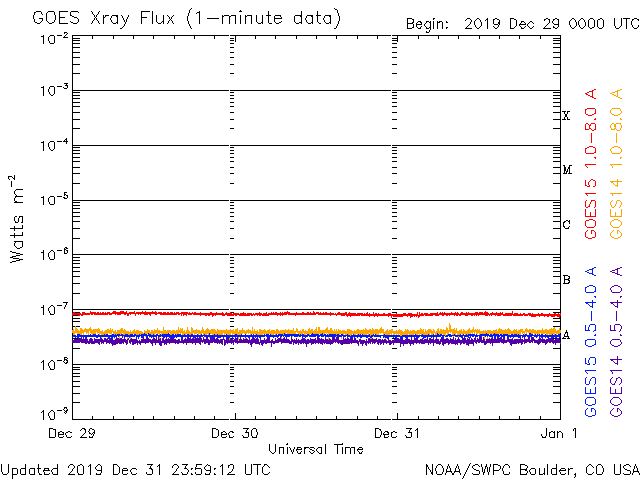 GOES Xray Flux (1-minute data)
Begin: 2019 Dec 29 0000 UTC
10⁻²
10⁻³
10⁻⁴
10⁻⁵
10⁻⁶
10⁻⁷
10⁻⁸
10⁻⁹
Watts m⁻²
X
M
C
B
A
GOES15 1.0-8.0 A
GOES14 1.0-8.0 A
GOES15 0.5-4.0 A
GOES14 0.5-4.0 A
Dec 29 Dec 30 Dec 31 Jan 1
Universal Time
Updated 2019 Dec 31 23:59:12 UTC
NOAA/SWPC Boulder, CO USA